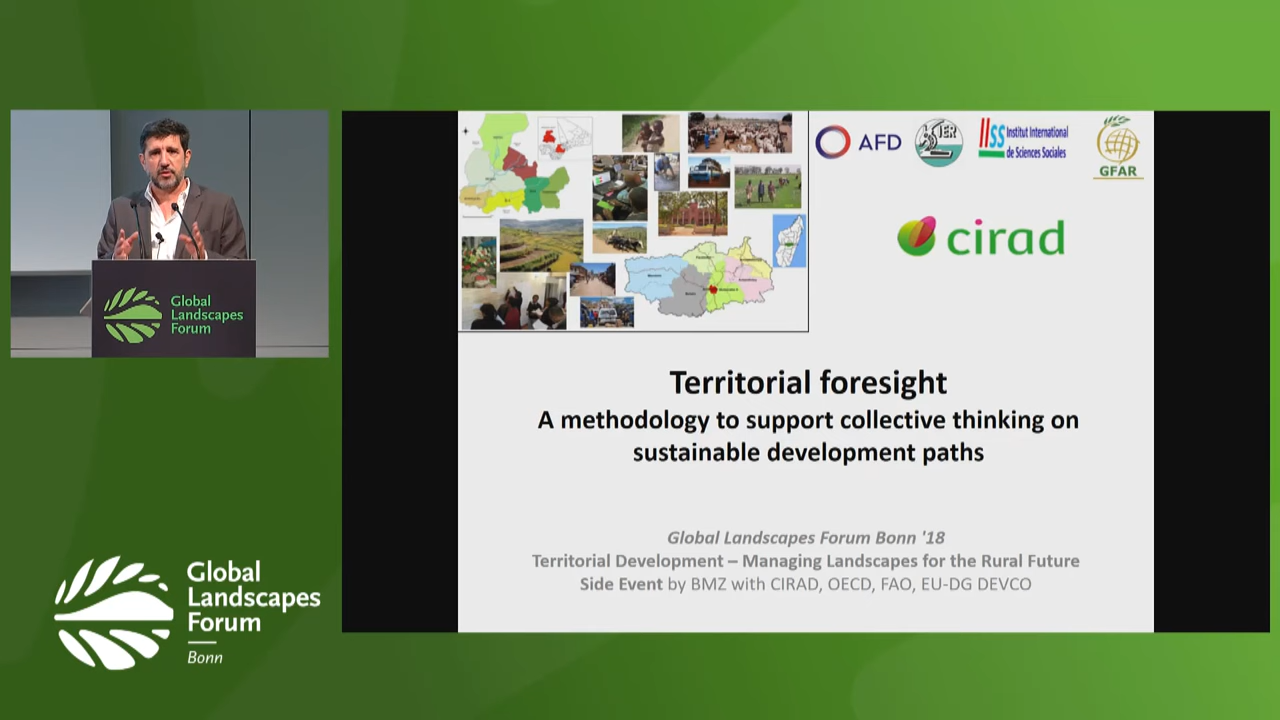 Global
Landscapes
Forum
AFD
IER
IISS Institut International
de Sciences Sociales
GFAR
cirad
Territorial foresight
A methodology to support collective thinking on
sustainable development paths
Global Landscapes Forum Bonn '18
Territorial Development – Managing Landscapes for the Rural Future
Side Event by BMZ with CIRAD, OECD, FAO, EU-DG DEVCO
Global
Landscapes
Forum
Bonn